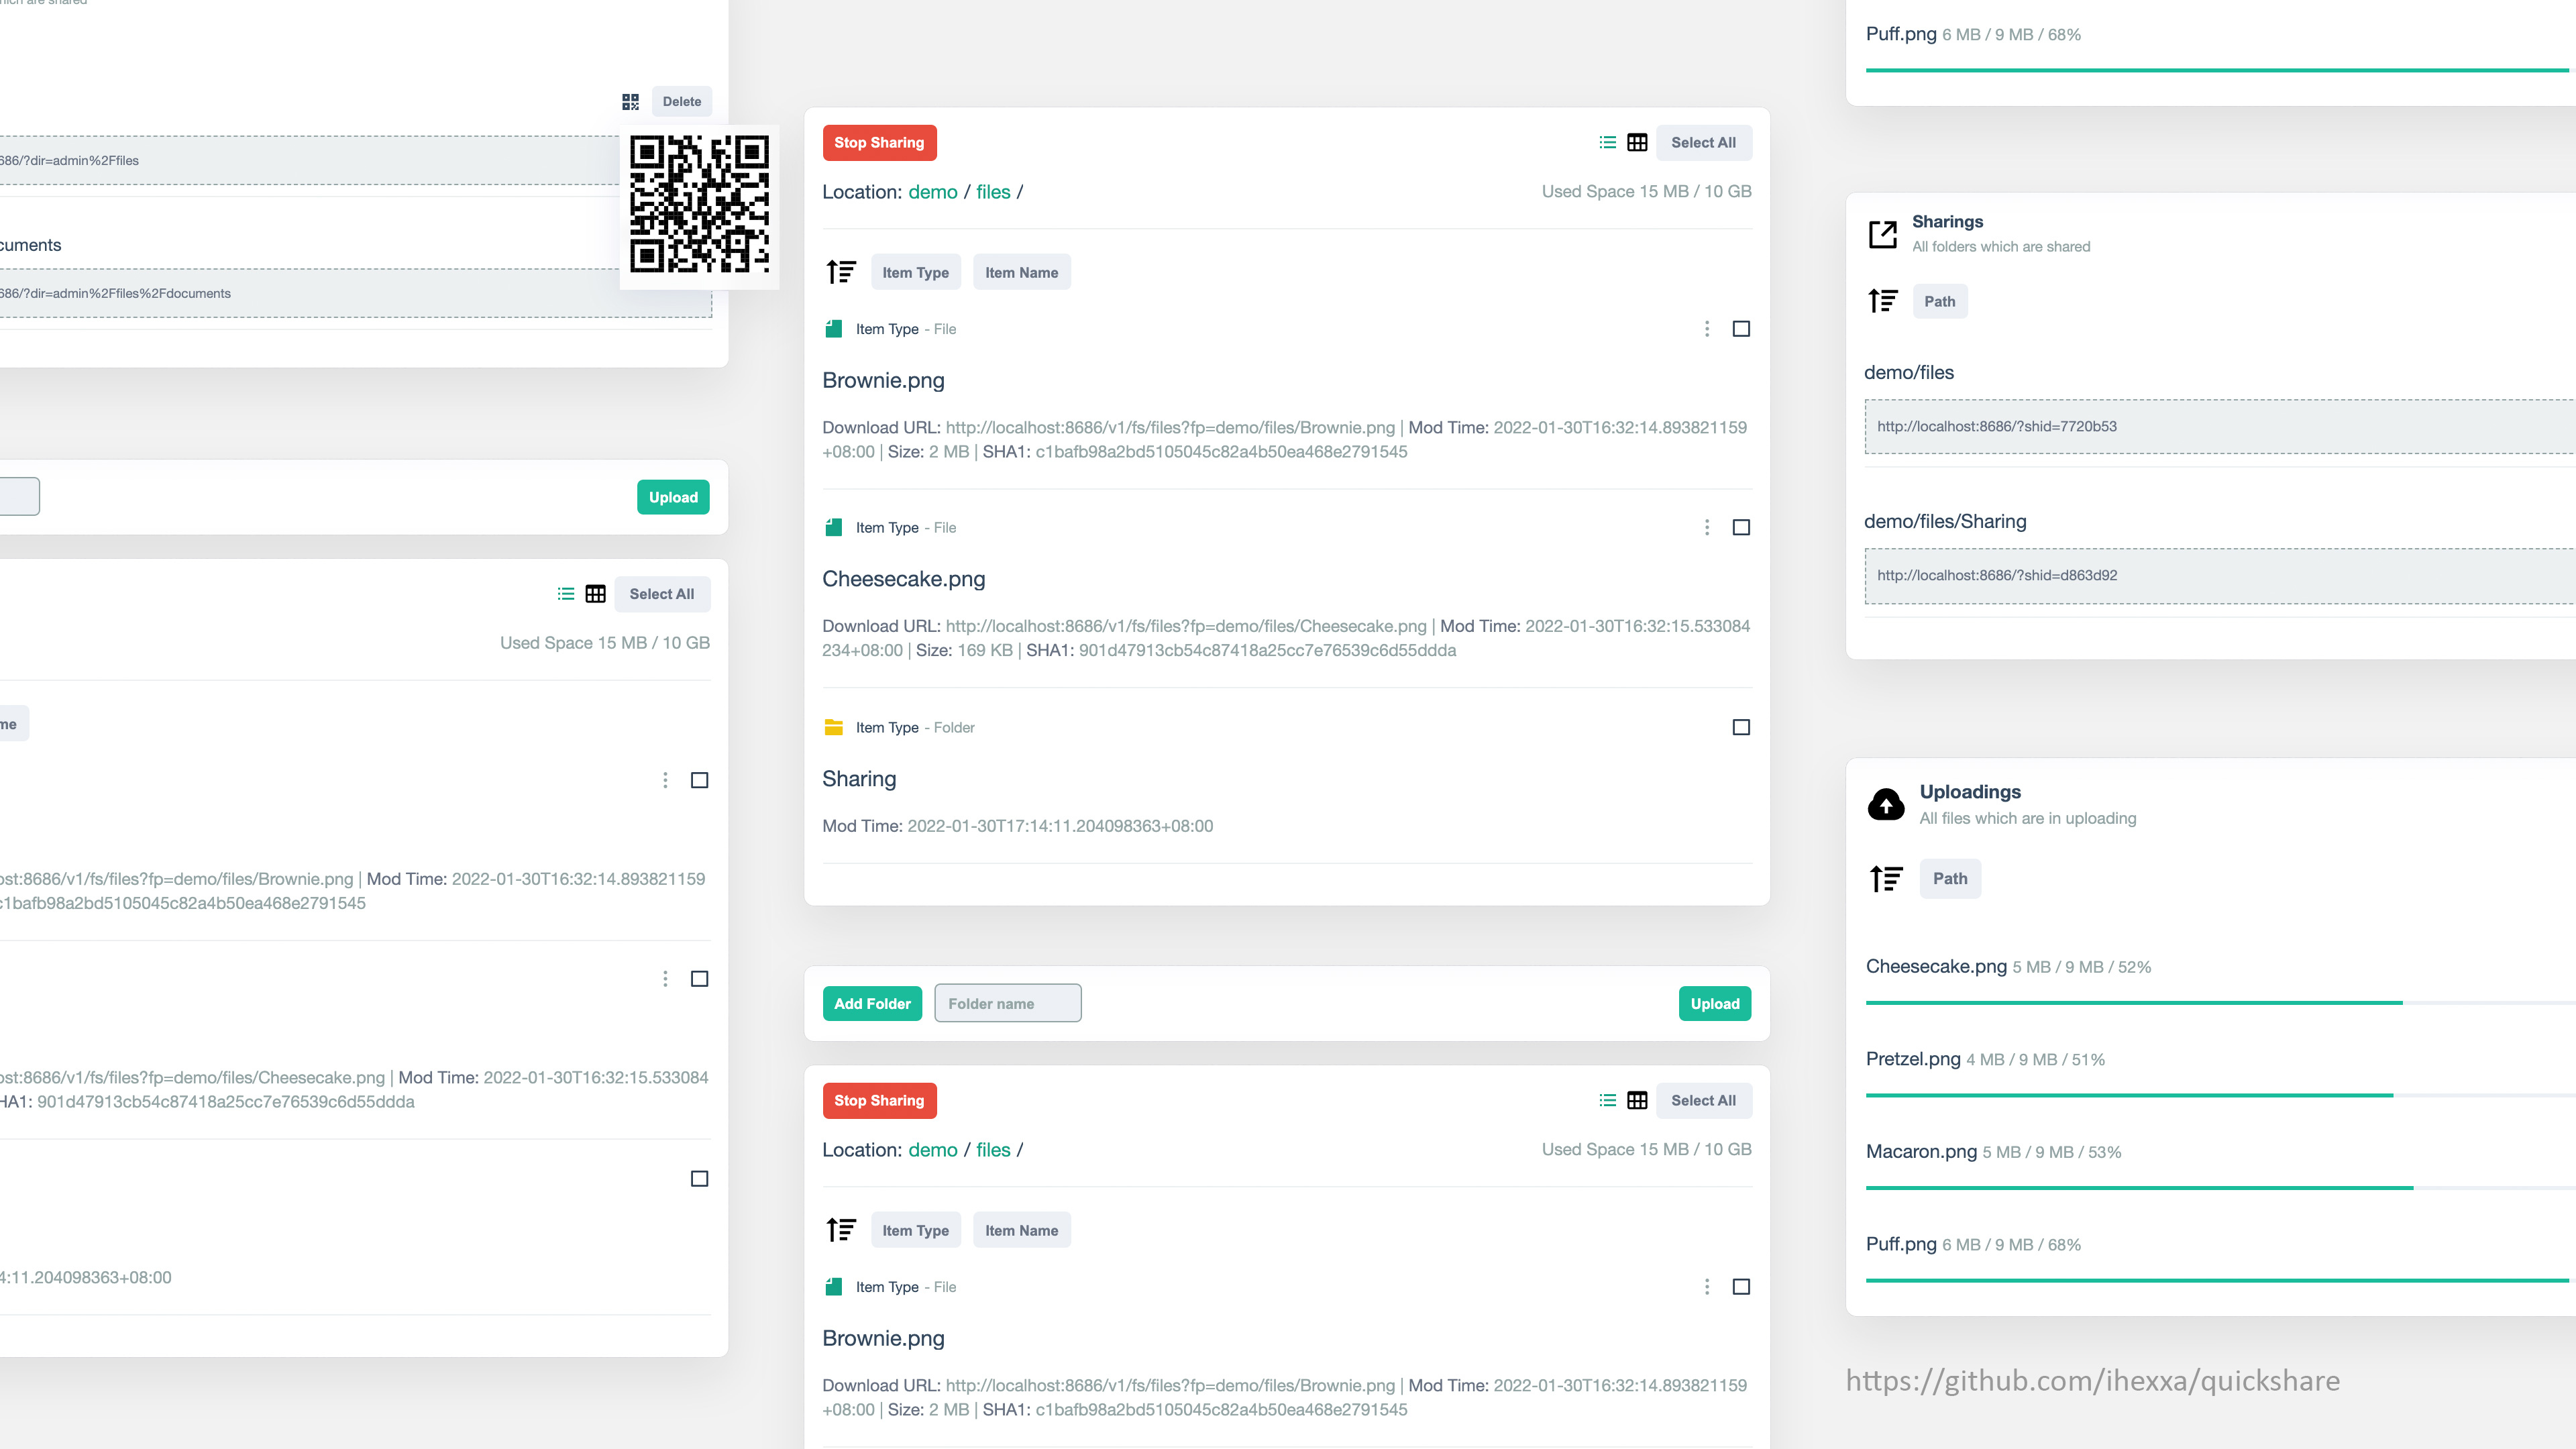 which are shared
Delete
686/?dir=admin%2Ffiles
cuments
686/?dir=admin%2Ffiles%2Fdocuments
Upload
Select All
Used Space 15 MB / 10 GB
me
ost:8686/v1/fs/files?fp=demo/files/Brownie.png | Mod Time: 2022-01-30T16:32:14.893821159
c1bafb98a2bd5105045c82a4b50ea468e2791545
ost:8686/v1/fs/files?fp=demo/files/Cheesecake.png | Mod Time: 2022-01-30T16:32:15.533084
HA1: 901d47913cb54c87418a25cc7e76539c6d55ddda
4:11.204098363+08:00
Stop Sharing
Select All
Location: demo / files /
Used Space 15 MB / 10 GB
Item Type
Item Name
Item Type - File
Brownie.png
Download URL: http://localhost:8686/v1/fs/files?fp=demo/files/Brownie.png | Mod Time: 2022-01-30T16:32:14.893821159
+08:00 | Size: 2 MB | SHA1: c1bafb98a2bd5105045c82a4b50ea468e2791545
Item Type - File
Cheesecake.png
Download URL: http://localhost:8686/v1/fs/files?fp=demo/files/Cheesecake.png | Mod Time: 2022-01-30T16:32:15.533084
234+08:00 | Size: 169 KB | SHA1: 901d47913cb54c87418a25cc7e76539c6d55ddda
Item Type - Folder
Sharing
Mod Time: 2022-01-30T17:14:11.204098363+08:00
Add Folder
Folder name
Upload
Stop Sharing
Select All
Location: demo / files /
Used Space 15 MB / 10 GB
Item Type
Item Name
Item Type - File
Brownie.png
Download URL: http://localhost:8686/v1/fs/files?fp=demo/files/Brownie.png | Mod Time: 2022-01-30T16:32:14.893821159
+08:00 | Size: 2 MB | SHA1: c1bafb98a2bd5105045c82a4b50ea468e2791545
Puff.png 6 MB / 9 MB / 68%
Sharings
All folders which are shared
Path
demo/files
http://localhost:8686/?shid=7720b53
demo/files/Sharing
http://localhost:8686/?shid=d863d92
Uploadings
All files which are in uploading
Path
Cheesecake.png 5 MB / 9 MB / 52%
Pretzel.png 4 MB / 9 MB / 51%
Macaron.png 5 MB / 9 MB / 53%
Puff.png 6 MB / 9 MB / 68%
https://github.com/ihexxa/quickshare